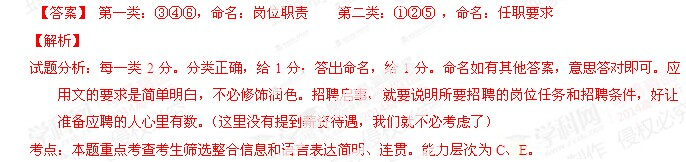 【答案】 第一类：③④⑥，命名：岗位职责  第二类：①②⑤ ，命名：任职要求
【解析】
试题分析：每一类 2 分。分类正确，给 1 分；答出命名，给 1 分。命名如有其他答案，意思答对即可。应
用文的要求是简单明白，不必修饰润色。招聘启事，就要说明所要招聘的岗位任务和招聘条件，好让
准备应聘的人心里有数。（这里没有提到薪资待遇，我们就不必考虑了）
考点：本题重点考查考生筛选整合信息和语言表达简明、连贯。能力层次为 C、E。